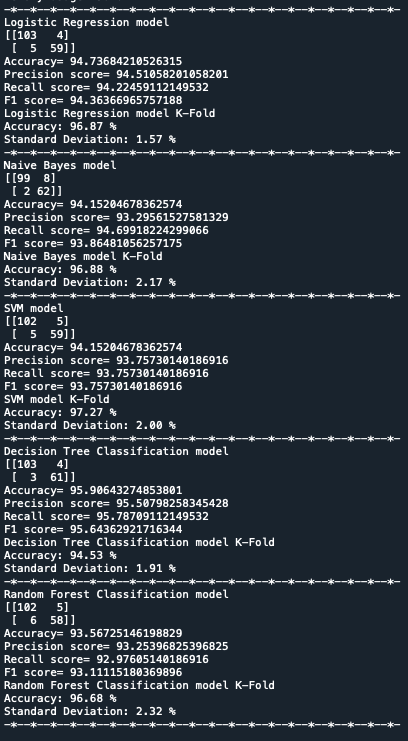 -*--*--*--*--*--*--*--*--*--*--*--*--*--*--*--*--*--*--*--*-
Logistic Regression model
[[103   4]
 [  5  59]]
Accuracy= 94.73684210526315
Precision score= 94.51058201058201
Recall score= 94.22459112149532
F1 score= 94.36366965757188
Logistic Regression model K-Fold
Accuracy: 96.87 %
Standard Deviation: 1.57 %
-*--*--*--*--*--*--*--*--*--*--*--*--*--*--*--*--*--*--*--*-
Naive Bayes model
[[99  8]
 [ 2 62]]
Accuracy= 94.15204678362574
Precision score= 93.29561527581329
Recall score= 94.69918224299066
F1 score= 93.86481056257175
Naive Bayes model K-Fold
Accuracy: 96.88 %
Standard Deviation: 2.17 %
-*--*--*--*--*--*--*--*--*--*--*--*--*--*--*--*--*--*--*--*-
SVM model
[[102   5]
 [  5  59]]
Accuracy= 94.15204678362574
Precision score= 93.75730140186916
Recall score= 93.75730140186916
F1 score= 93.75730140186916
SVM model K-Fold
Accuracy: 97.27 %
Standard Deviation: 2.00 %
-*--*--*--*--*--*--*--*--*--*--*--*--*--*--*--*--*--*--*--*-
Decision Tree Classification model
[[103   4]
 [  3  61]]
Accuracy= 95.90643274853801
Precision score= 95.50798258345428
Recall score= 95.78709112149532
F1 score= 95.64362921716344
Decision Tree Classification model K-Fold
Accuracy: 94.53 %
Standard Deviation: 1.91 %
-*--*--*--*--*--*--*--*--*--*--*--*--*--*--*--*--*--*--*--*-
Random Forest Classification model
[[102   5]
 [  6  58]]
Accuracy= 93.56725146198829
Precision score= 93.25396825396825
Recall score= 92.97605140186916
F1 score= 93.11115180369896
Random Forest Classification model K-Fold
Accuracy: 96.68 %
Standard Deviation: 2.32 %
-*--*--*--*--*--*--*--*--*--*--*--*--*--*--*--*--*--*--*--*-